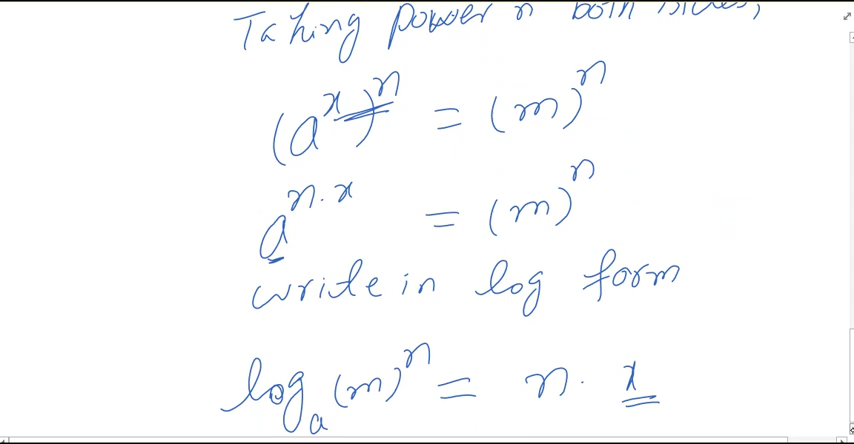 Taking power n both sides,
(a^x)^n = (m)^n
a^{n.x} = (m)^n
write in log form
log_a (m)^n = n. x